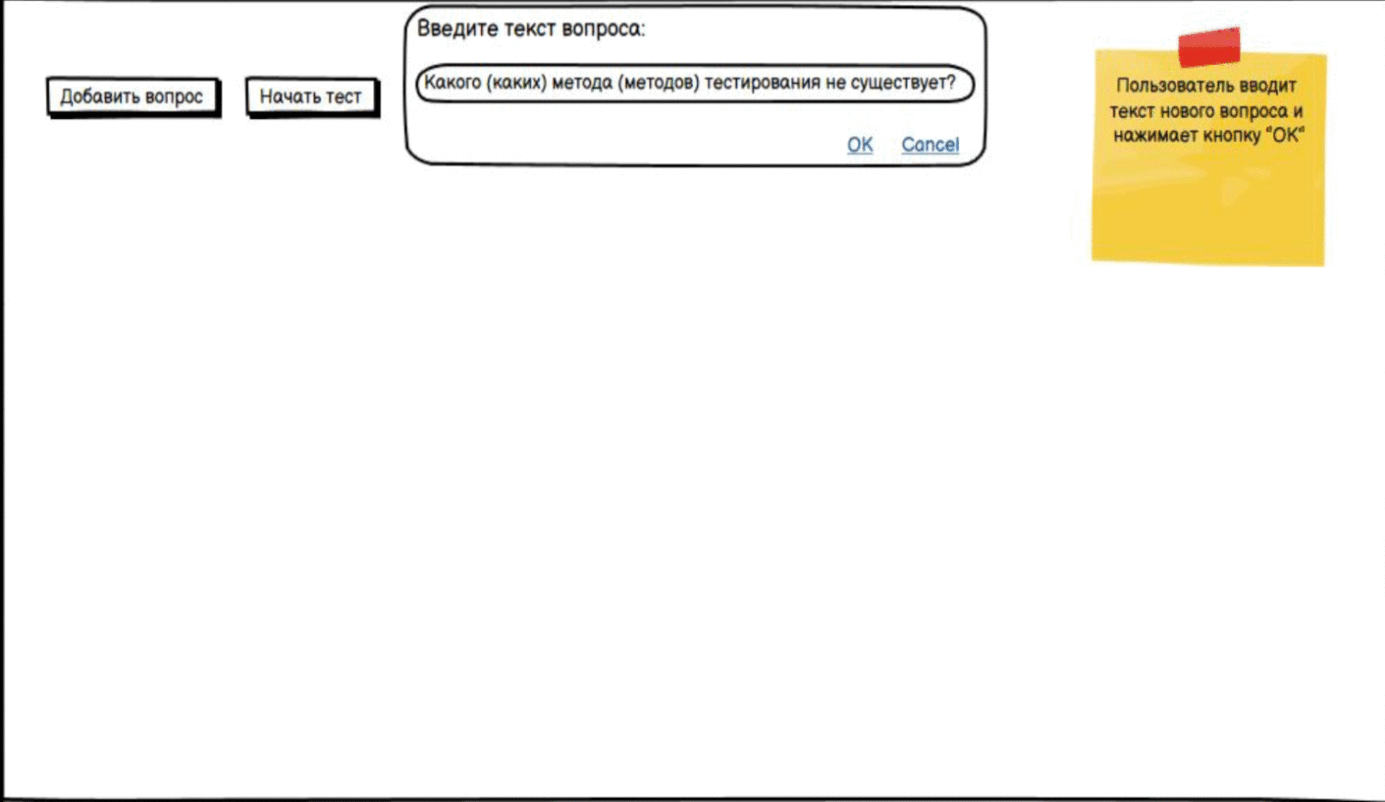 Добавить вопрос
Начать тест
Введите текст вопроса:
Какого (каких) метода (методов) тестирования не существует?
OK
Cancel
Пользователь вводит
текст нового вопроса и
нажимает кнопку "ОК"